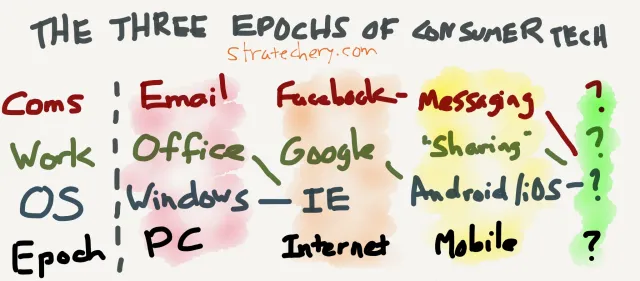 THE THREE EPOCHS OF CONSUMER TECH
stratechery.com
Coms Email Facebook Messaging ?
Work Office Google "Sharing" ?
OS Windows IE Android/iOS ?
Epoch PC Internet Mobile ?